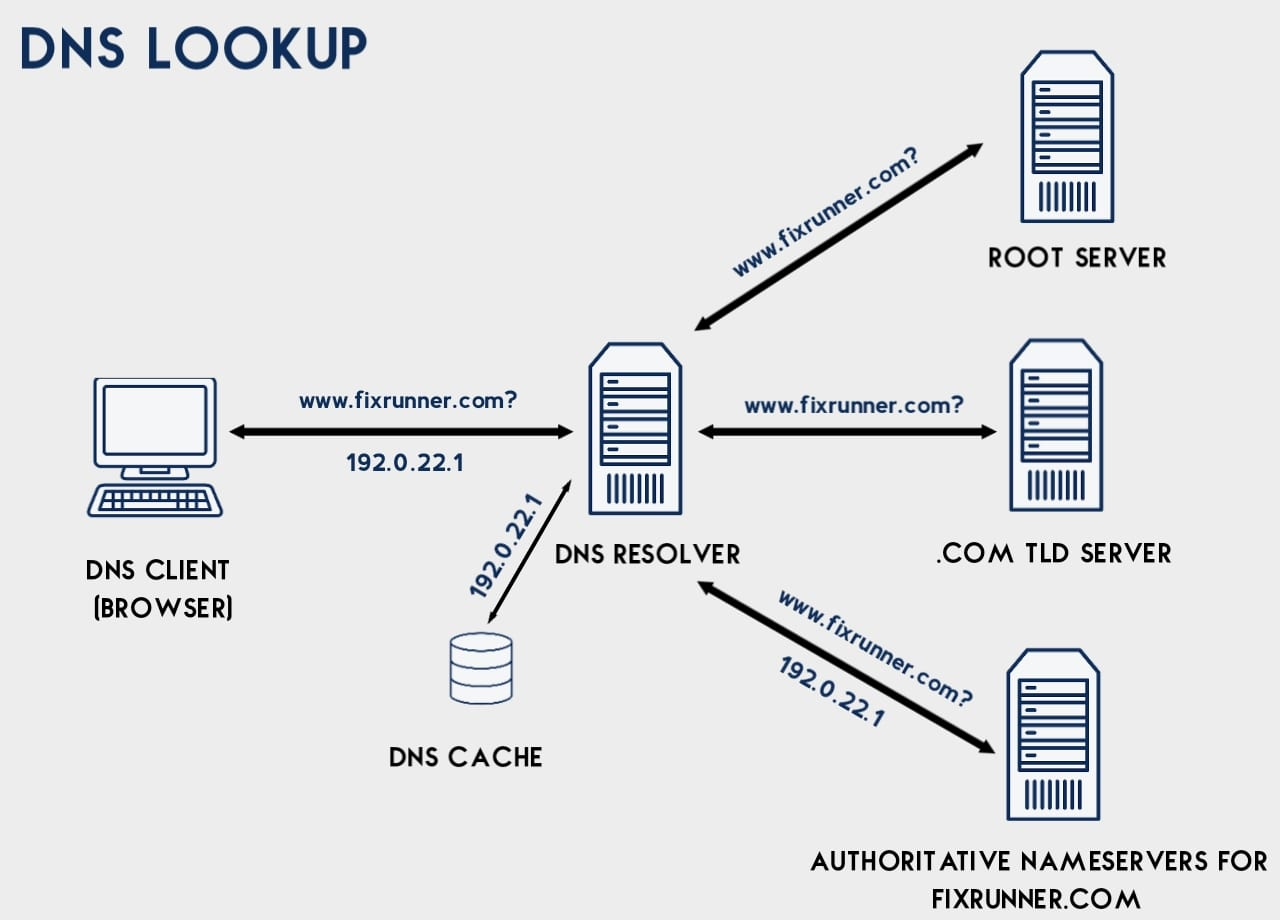 DNS LOOKUP
www.fixrunner.com?
ROOT SERVER
www.fixrunner.com?
192.0.22.1
www.fixrunner.com?
192.0.22.1
DNS RESOLVER
.COM TLD SERVER
DNS CLIENT
(BROWSER)
www.fixrunner.com?
192.0.22.1
DNS CACHE
AUTHORITATIVE NAMESERVERS FOR
FIXRUNNER.COM